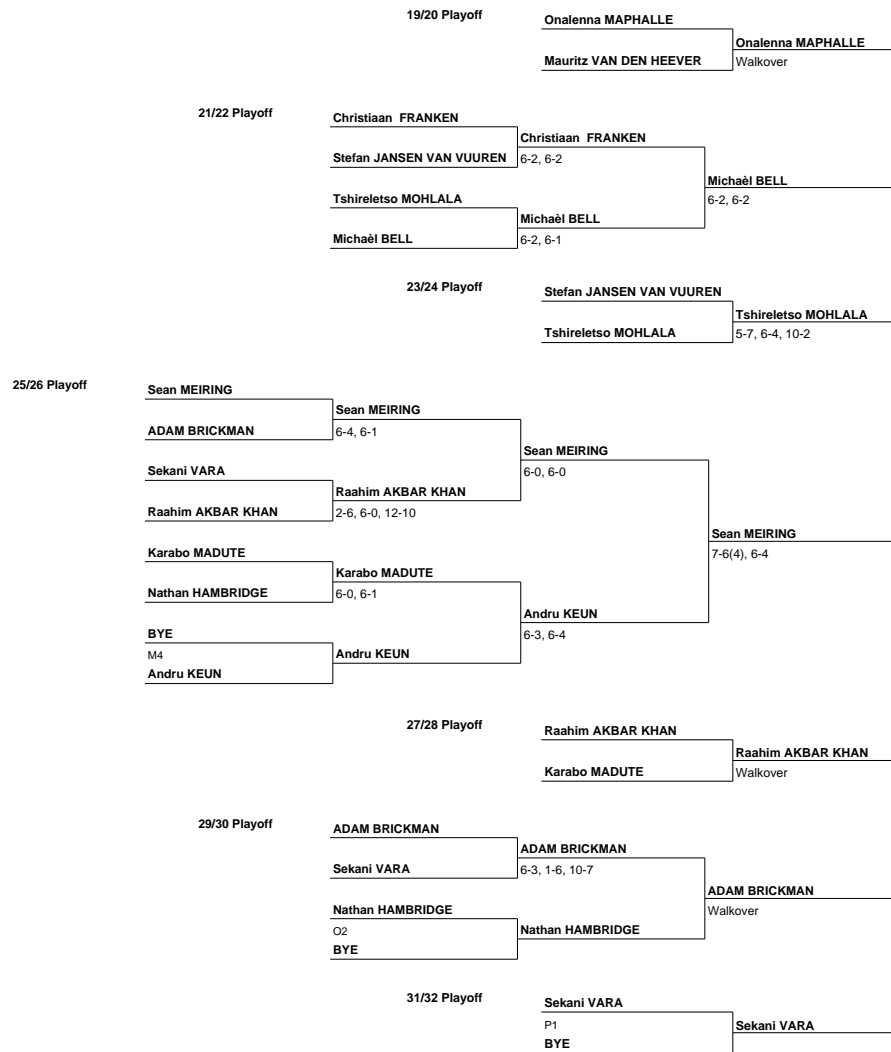 19/20 Playoff
Onalenna MAPHALLE
Onalenna MAPHALLE
Mauritz VAN DEN HEEVER
Walkover
21/22 Playoff
Christiaan  FRANKEN
Christiaan  FRANKEN
Stefan JANSEN VAN VUUREN
6-2, 6-2
Michaèl BELL
6-2, 6-2
Tshireletso MOHLALA
Michaèl BELL
Michaèl BELL
6-2, 6-1
23/24 Playoff
Stefan JANSEN VAN VUUREN
Tshireletso MOHLALA
Tshireletso MOHLALA
5-7, 6-4, 10-2
25/26 Playoff
Sean MEIRING
Sean MEIRING
ADAM BRICKMAN
6-4, 6-1
Sean MEIRING
6-0, 6-0
Sekani VARA
Raahim AKBAR KHAN
Raahim AKBAR KHAN
2-6, 6-0, 12-10
Sean MEIRING
7-6(4), 6-4
Karabo MADUTE
Karabo MADUTE
Nathan HAMBRIDGE
6-0, 6-1
Andru KEUN
6-3, 6-4
BYE
M4
Andru KEUN
Andru KEUN
27/28 Playoff
Raahim AKBAR KHAN
Raahim AKBAR KHAN
Karabo MADUTE
Walkover
29/30 Playoff
ADAM BRICKMAN
ADAM BRICKMAN
Sekani VARA
6-3, 1-6, 10-7
ADAM BRICKMAN
Walkover
Nathan HAMBRIDGE
O2
Nathan HAMBRIDGE
BYE
31/32 Playoff
Sekani VARA
P1
Sekani VARA
BYE